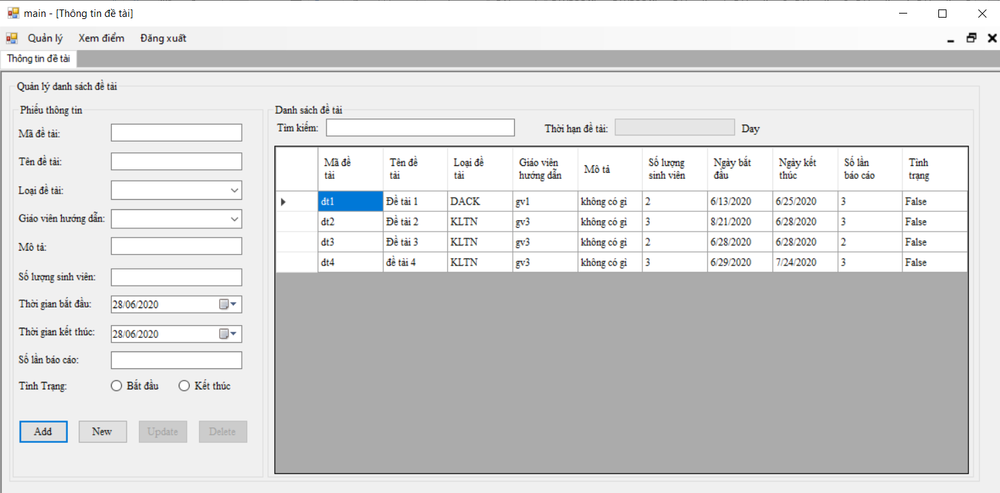 main - [Thông tin đề tài]
Quản lý Xem điểm Đăng xuất
Thông tin đề tài
Quản lý danh sách đề tài
Phiếu thông tin
Mã đề tài:
Tên đề tài:
Loại đề tài:
Giáo viên hướng dẫn:
Mô tả:
Số lượng sinh viên:
Thời gian bắt đầu: 28/06/2020
Thời gian kết thúc: 28/06/2020
Số lần báo cáo:
Tình Trạng: Bắt đầu Kết thúc
Add New Update Delete
Danh sách đề tài
Tìm kiếm: Thời hạn đề tài: Day
Mã đề tài Tên đề tài Loại đề tài Giáo viên hướng dẫn Mô tả Số lượng sinh viên Ngày bắt đầu Ngày kết thúc Số lần báo cáo Tình trạng
dt1 Đề tài 1 DACK gv1 không có gì 2 6/13/2020 6/25/2020 3 False
dt2 Đề tài 2 KLTN gv3 không có gì 3 8/21/2020 6/28/2020 3 False
dt3 Đề tài 3 KLTN gv3 không có gì 2 6/28/2020 6/28/2020 2 False
dt4 đề tài 4 KLTN gv3 không có gì 3 6/29/2020 7/24/2020 3 False